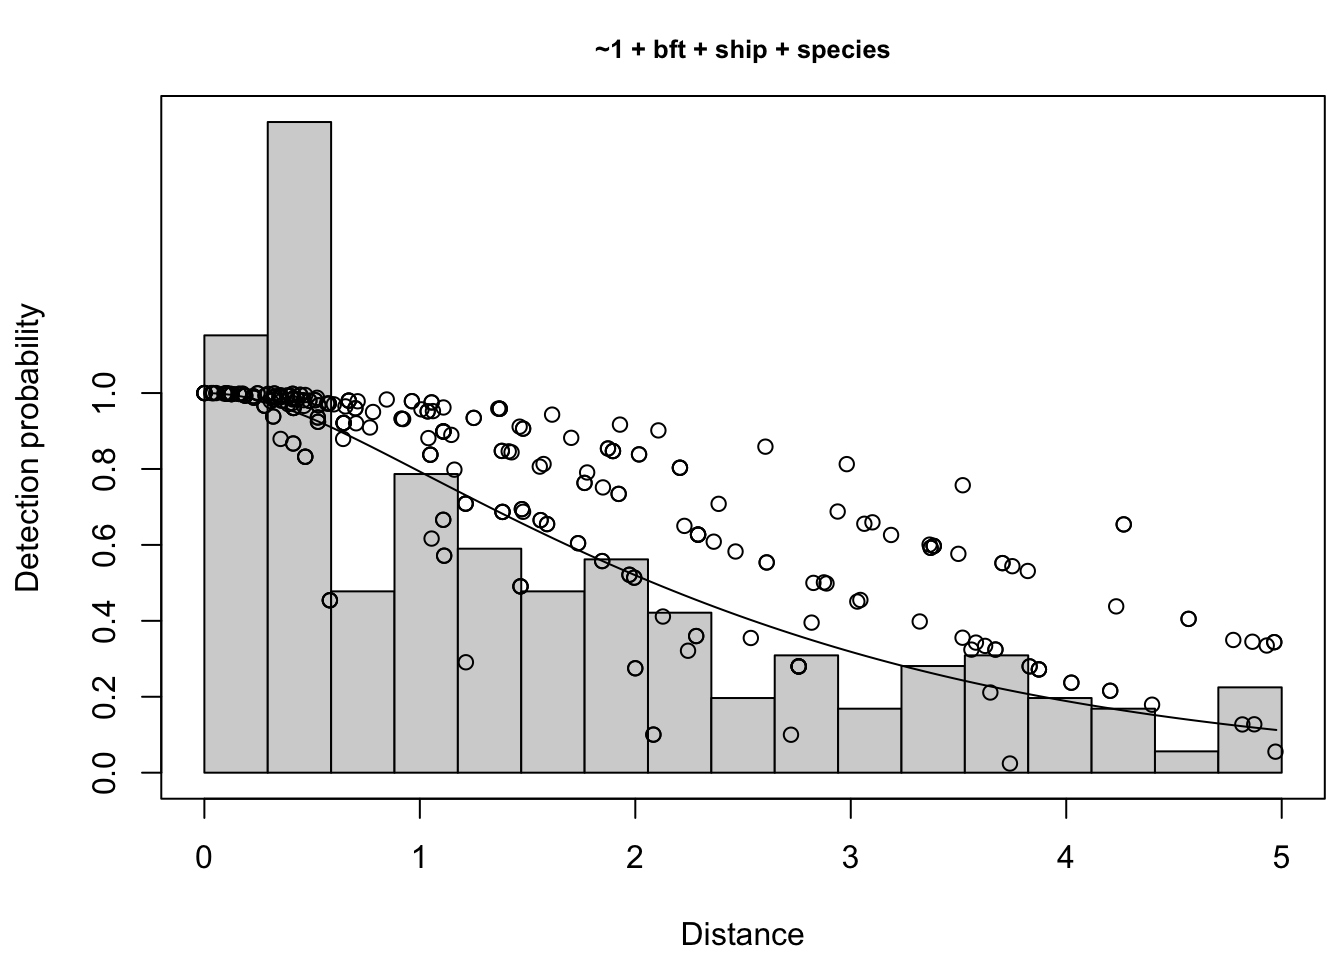 ~1 + bft + ship + species
Detection probability
1.0
0.8
0.6
0.4
0.2
0.0
0 1 2 3 4 5
Distance